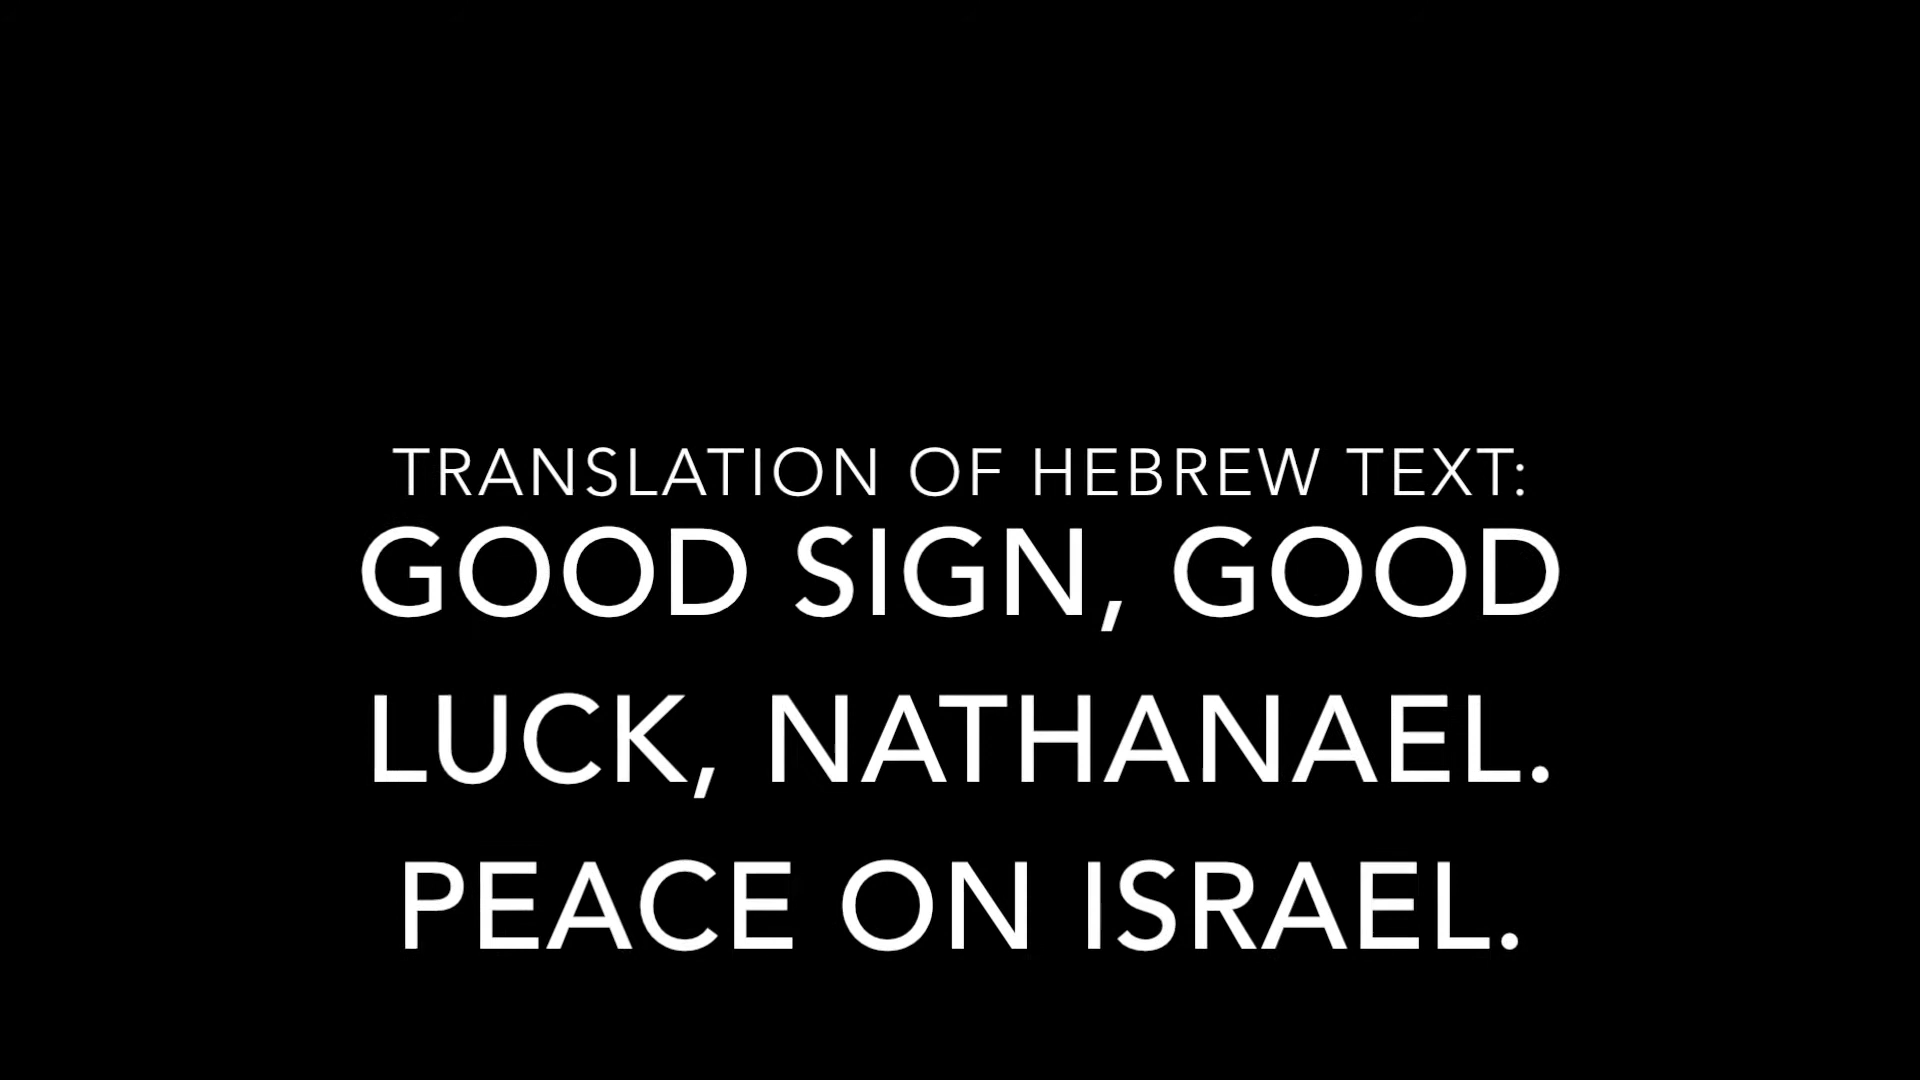 TRANSLATION OF HEBREW TEXT:
GOOD SIGN, GOOD
LUCK, NATHANAEL.
PEACE ON ISRAEL.